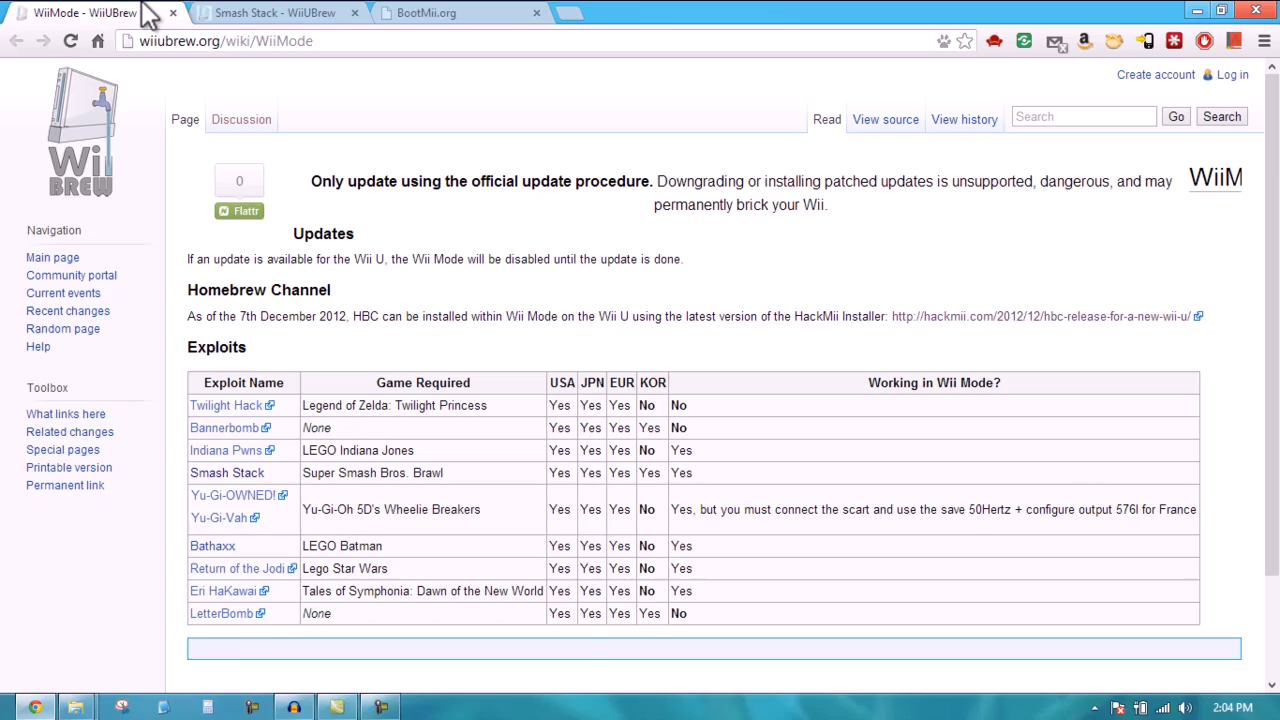 WiiMode - WiiUBrew
Smash Stack - WiiUBrew
BootMii.org
wiiubrew.org/wiki/WiiMode
Create account Log in
Page Discussion Read View source View history Search Go Search
Wii
BREW
0
Flattr
Only update using the official update procedure. Downgrading or installing patched updates is unsupported, dangerous, and may
permanently brick your Wii.
WiiM
Navigation
Main page
Community portal
Current events
Recent changes
Random page
Help
Toolbox
What links here
Related changes
Special pages
Printable version
Permanent link
Updates
If an update is available for the Wii U, the Wii Mode will be disabled until the update is done.
Homebrew Channel
As of the 7th December 2012, HBC can be installed within Wii Mode on the Wii U using the latest version of the HackMii Installer: http://hackmii.com/2012/12/hbc-release-for-a-new-wii-u/
Exploits
Exploit Name Game Required USA JPN EUR KOR Working in Wii Mode?
Twilight Hack Legend of Zelda: Twilight Princess Yes Yes Yes No No
Bannerbomb None Yes Yes Yes Yes No
Indiana Pwns LEGO Indiana Jones Yes Yes Yes No Yes
Smash Stack Super Smash Bros. Brawl Yes Yes Yes Yes Yes
Yu-Gi-OWNED!
Yu-Gi-Vah
Yu-Gi-Oh 5D's Wheelie Breakers Yes Yes Yes No Yes, but you must connect the scart and use the save 50Hertz + configure output 576I for France
Bathaxx LEGO Batman Yes Yes Yes No Yes
Return of the Jodi Lego Star Wars Yes Yes Yes No Yes
Eri HaKawai Tales of Symphonia: Dawn of the New World Yes Yes Yes No Yes
LetterBomb None Yes Yes Yes Yes No
2:04 PM